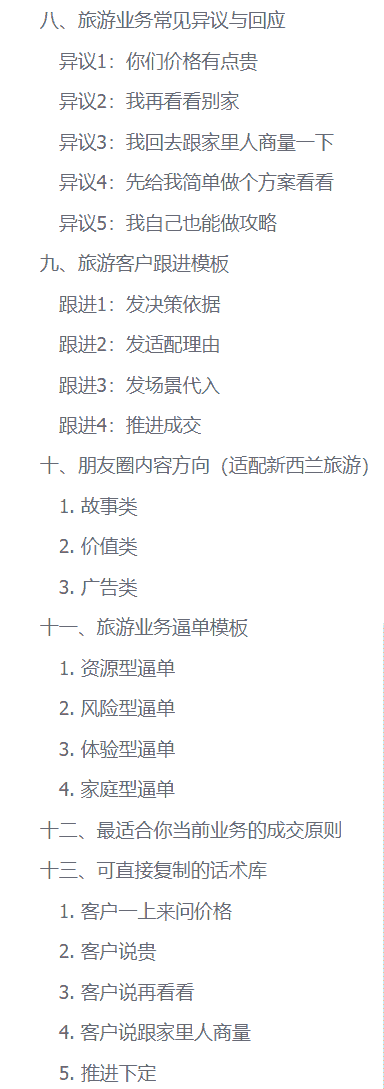 八、旅游业务常见异议与回应
异议1：你们价格有点贵
异议2：我再看看别家
异议3：我回去跟家里人商量一下
异议4：先给我简单做个方案看看
异议5：我自己也能做攻略
九、旅游客户跟进模板
跟进1：发决策依据
跟进2：发适配理由
跟进3：发场景代入
跟进4：推进成交
十、朋友圈内容方向（适配新西兰旅游）
1. 故事类
2. 价值类
3. 广告类
十一、旅游业务逼单模板
1. 资源型逼单
2. 风险型逼单
3. 体验型逼单
4. 家庭型逼单
十二、最适合你当前业务的成交原则
十三、可直接复制的话术库
1. 客户一上来问价格
2. 客户说贵
3. 客户说再看看
4. 客户说跟家里人商量
5. 推进下定